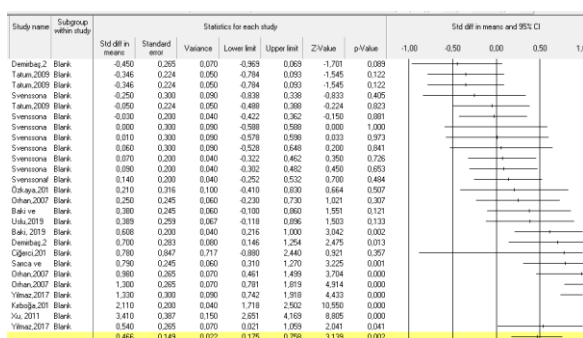 Study name Subgroup within study Statistics for each study Std diff in means and 95% CI
Std diff in means Standard error Variance Lower limit Upper limit Z-Value p-Value -1,00 -0,50 0,00 0,50 1,00
Demirbaş,2 Blank -0,450 0,265 0,070 -0,969 0,069 -1,701 0,089
Tatum,2009 Blank -0,346 0,224 0,050 -0,784 0,093 -1,545 0,122
Tatum,2009 Blank -0,346 0,224 0,050 -0,784 0,093 -1,545 0,122
Svenssona Blank -0,250 0,300 0,090 -0,838 0,338 -0,833 0,405
Tatum,2009 Blank -0,050 0,224 0,050 -0,488 0,388 -0,224 0,823
Svenssona Blank -0,030 0,200 0,040 -0,422 0,362 -0,150 0,881
Svenssona Blank 0,000 0,300 0,090 -0,588 0,588 0,000 1,000
Svenssona Blank 0,010 0,300 0,090 -0,578 0,598 0,033 0,973
Svenssona Blank 0,060 0,300 0,090 -0,528 0,648 0,200 0,841
Svenssona Blank 0,070 0,200 0,040 -0,322 0,462 0,350 0,726
Svenssona Blank 0,090 0,200 0,040 -0,302 0,482 0,450 0,653
Svenssonaf Blank 0,140 0,200 0,040 -0,252 0,532 0,700 0,484
Özkaya,201 Blank 0,210 0,316 0,100 -0,410 0,830 0,664 0,507
Orhan,2007 Blank 0,250 0,245 0,060 -0,230 0,730 1,021 0,307
Baki ve Blank 0,380 0,245 0,060 -0,100 0,860 1,551 0,121
Uslu,2019 Blank 0,389 0,259 0,067 -0,118 0,896 1,503 0,133
Baki, 2019 Blank 0,608 0,200 0,040 0,216 1,000 3,042 0,002
Demirbaş,2 Blank 0,700 0,283 0,080 0,146 1,254 2,475 0,013
Ciğerci,201 Blank 0,780 0,847 0,717 -0,880 2,440 0,921 0,357
Sarıca ve Blank 0,790 0,245 0,060 0,310 1,270 3,225 0,001
Orhan,2007 Blank 0,980 0,265 0,070 0,461 1,499 3,704 0,000
Orhan,2007 Blank 1,300 0,265 0,070 0,781 1,819 4,914 0,000
Yılmaz,2017 Blank 1,330 0,300 0,090 0,742 1,918 4,433 0,000
Kırboğa,201 Blank 2,110 0,200 0,040 1,718 2,502 10,550 0,000
Xu, 2011 Blank 3,410 0,387 0,150 2,651 4,169 8,805 0,000
Yılmaz,2017 Blank 0,540 0,265 0,070 0,021 1,059 2,041 0,041
0,466 0,149 0,022 0,175 0,758 3,139 0,002